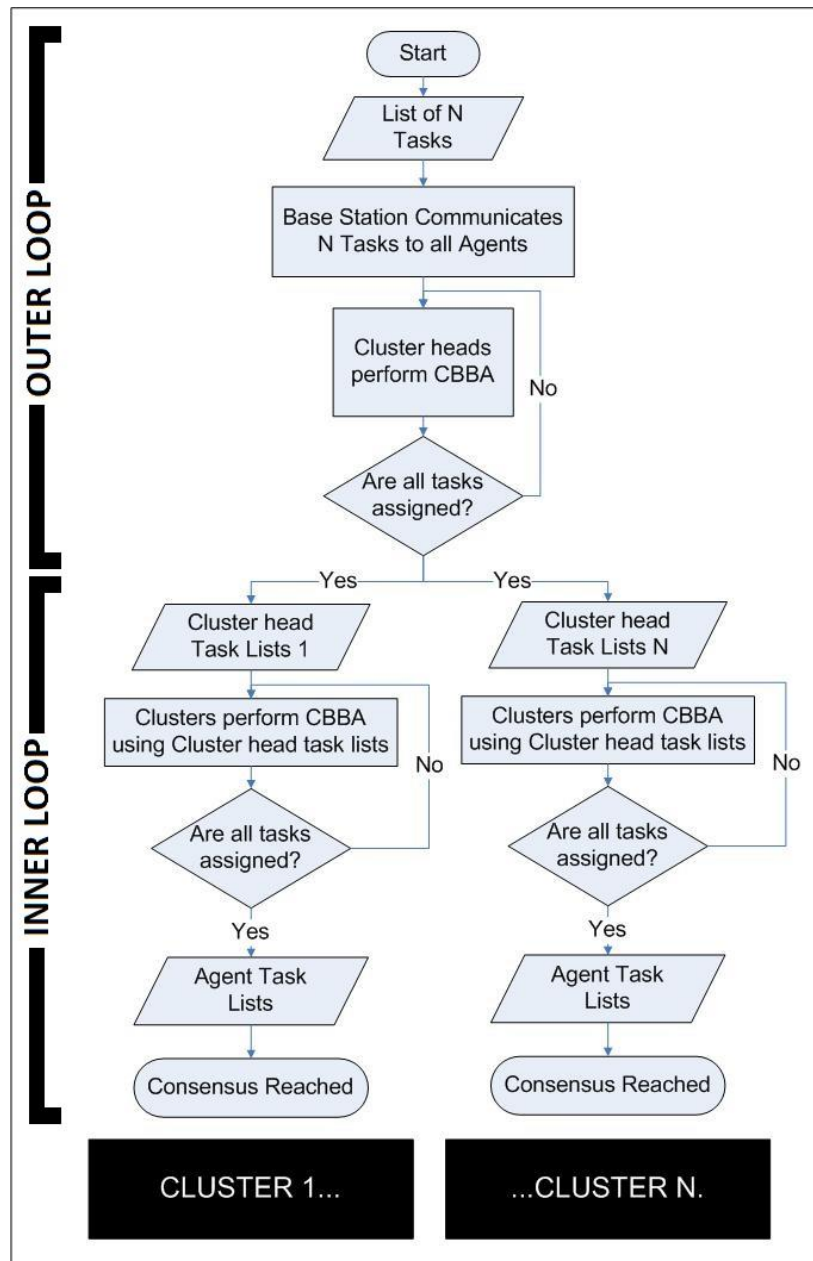 OUTER LOOP
Start
List of N
Tasks
Base Station Communicates
N Tasks to all Agents
Cluster heads
perform CBBA
No
Are all tasks
assigned?
Yes
Yes
INNER LOOP
Cluster head
Task Lists 1
Clusters perform CBBA
using Cluster head task lists
No
Are all tasks
assigned?
Yes
Agent Task
Lists
Consensus Reached
CLUSTER 1...
Cluster head
Task Lists N
Clusters perform CBBA
using Cluster head task lists
No
Are all tasks
assigned?
Yes
Agent Task
Lists
Consensus Reached
...CLUSTER N.